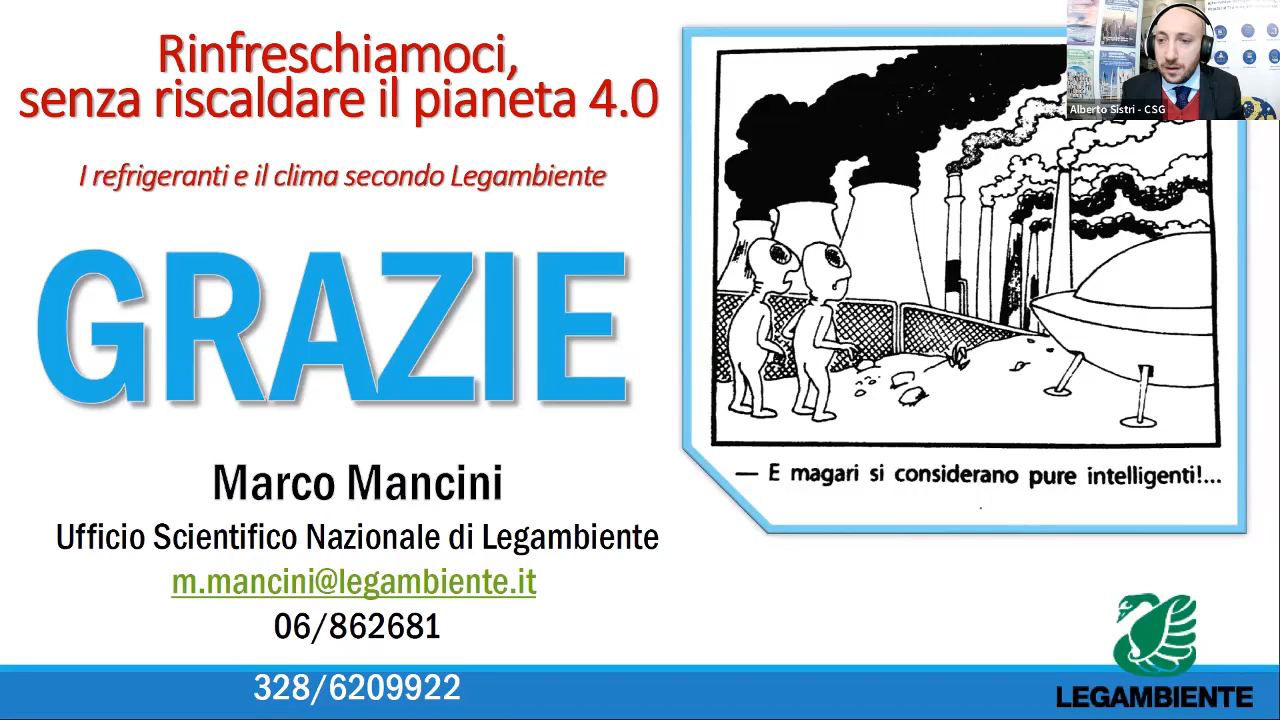 Rinfreschiamoci,
senza riscaldare il pianeta 4.0
I refrigeranti e il clima secondo Legambiente
GRAZIE
Marco Mancini
Ufficio Scientifico Nazionale di Legambiente
m.mancini@legambiente.it
06/862681
328/6209922
Alberto Sistri - CSG
— E magari si considerano pure intelligenti!...
LEGAMBIENTE